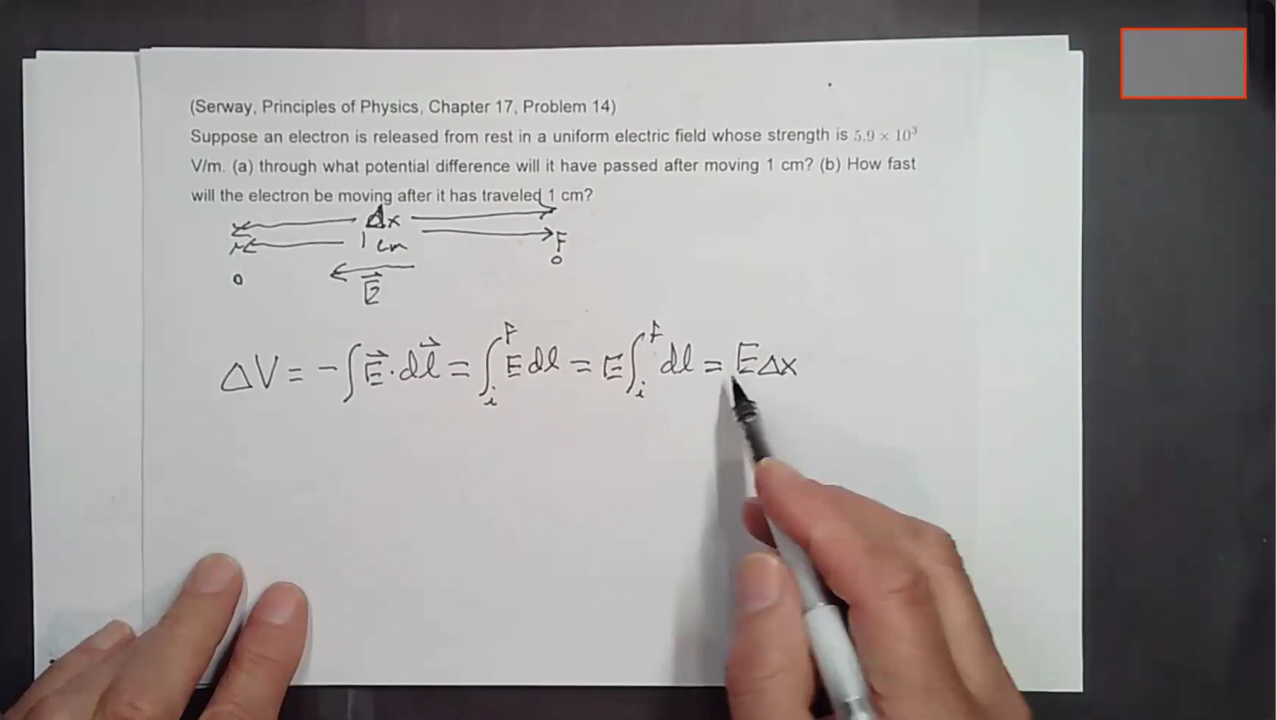 (Serway, Principles of Physics, Chapter 17, Problem 14)
Suppose an electron is released from rest in a uniform electric field whose strength is 5.9 × 10³
V/m. (a) through what potential difference will it have passed after moving 1 cm? (b) How fast
will the electron be moving after it has traveled 1 cm?
Δx
1 cm
F
E⃗
ΔV = -∫E⃗·dl⃗ = ∫ᵢᶠ E dl = E∫ᵢᶠ dl = EΔx